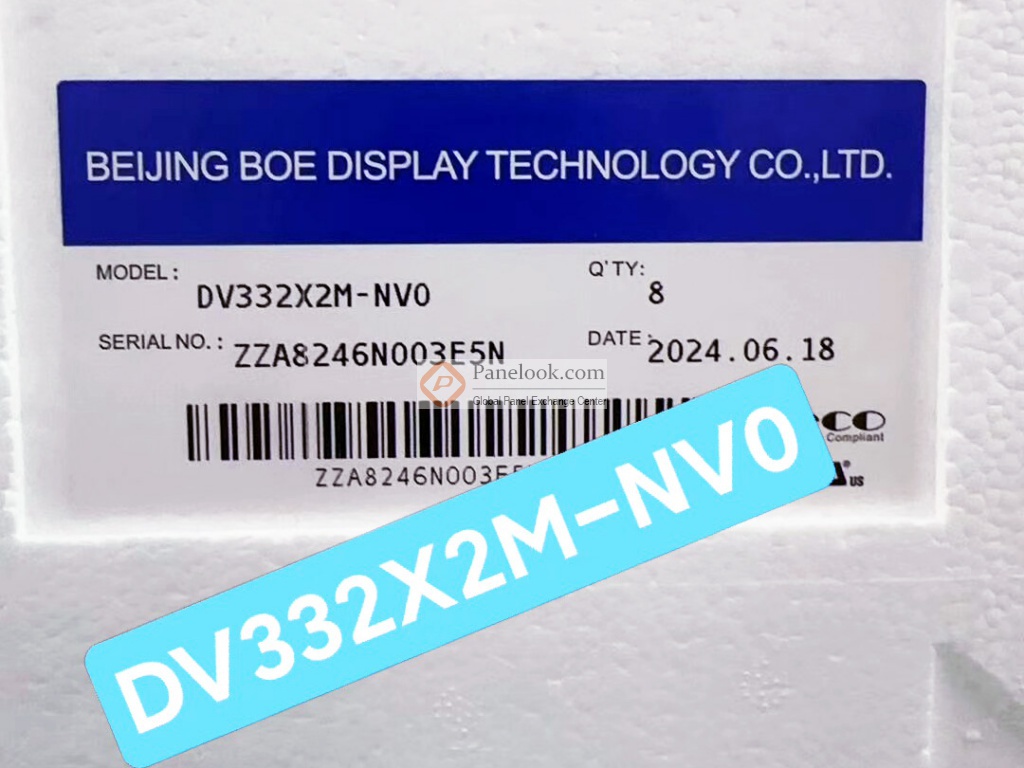 BEIJING BOE DISPLAY TECHNOLOGY CO.,LTD.
MODEL : DV332X2M-NV0 Q'TY: 8
SERIAL NO. : ZZA8246N003E5N DATE : 2024.06.18
Panelook.com
Global Panel Exchange Center
Compliant
ZZA8246N003E
US
DV332X2M-NV0